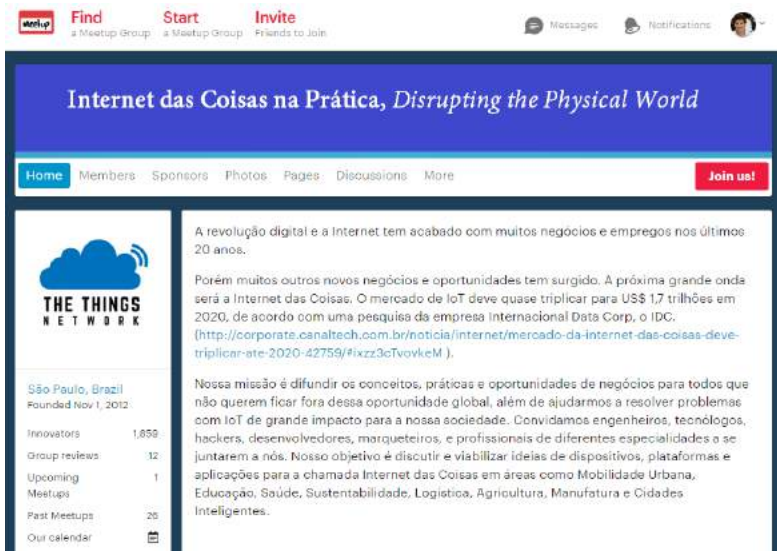 meetup
Find
a Meetup Group
Start
a Meetup Group
Invite
Friends to Join
Messages
Notifications
Internet das Coisas na Prática, Disrupting the Physical World
Home Members Sponsors Photos Pages Discussions More
Join us!
THE THINGS
NETWORK
São Paulo, Brazil
Founded Nov 1, 2012
Innovators 1,859
Group reviews 12
Upcoming
Meetups 1
Past Meetups 26
Our calendar
A revolução digital e a Internet tem acabado com muitos negócios e empregos nos últimos
20 anos.
Porém muitos outros novos negócios e oportunidades tem surgido. A próxima grande onda
será a Internet das Coisas. O mercado de IoT deve quase triplicar para US$ 1,7 trilhões em
2020, de acordo com uma pesquisa da empresa Internacional Data Corp, o IDC.
(http://corporate.canaltech.com.br/noticia/internet/mercado-da-internet-das-coisas-deve-
triplicar-ate-2020-42759/#ixzz3cTvovkeM ).
Nossa missão é difundir os conceitos, práticas e oportunidades de negócios para todos que
não querem ficar fora dessa oportunidade global, além de ajudarmos a resolver problemas
com IoT de grande impacto para a nossa sociedade. Convidamos engenheiros, tecnólogos,
hackers, desenvolvedores, marqueteiros, e profissionais de diferentes especialidades a se
juntarem a nós. Nosso objetivo é discutir e viabilizar ideias de dispositivos, plataformas e
aplicações para a chamada Internet das Coisas em áreas como Mobilidade Urbana,
Educação, Saúde, Sustentabilidade, Logística, Agricultura, Manufatura e Cidades
Inteligentes.